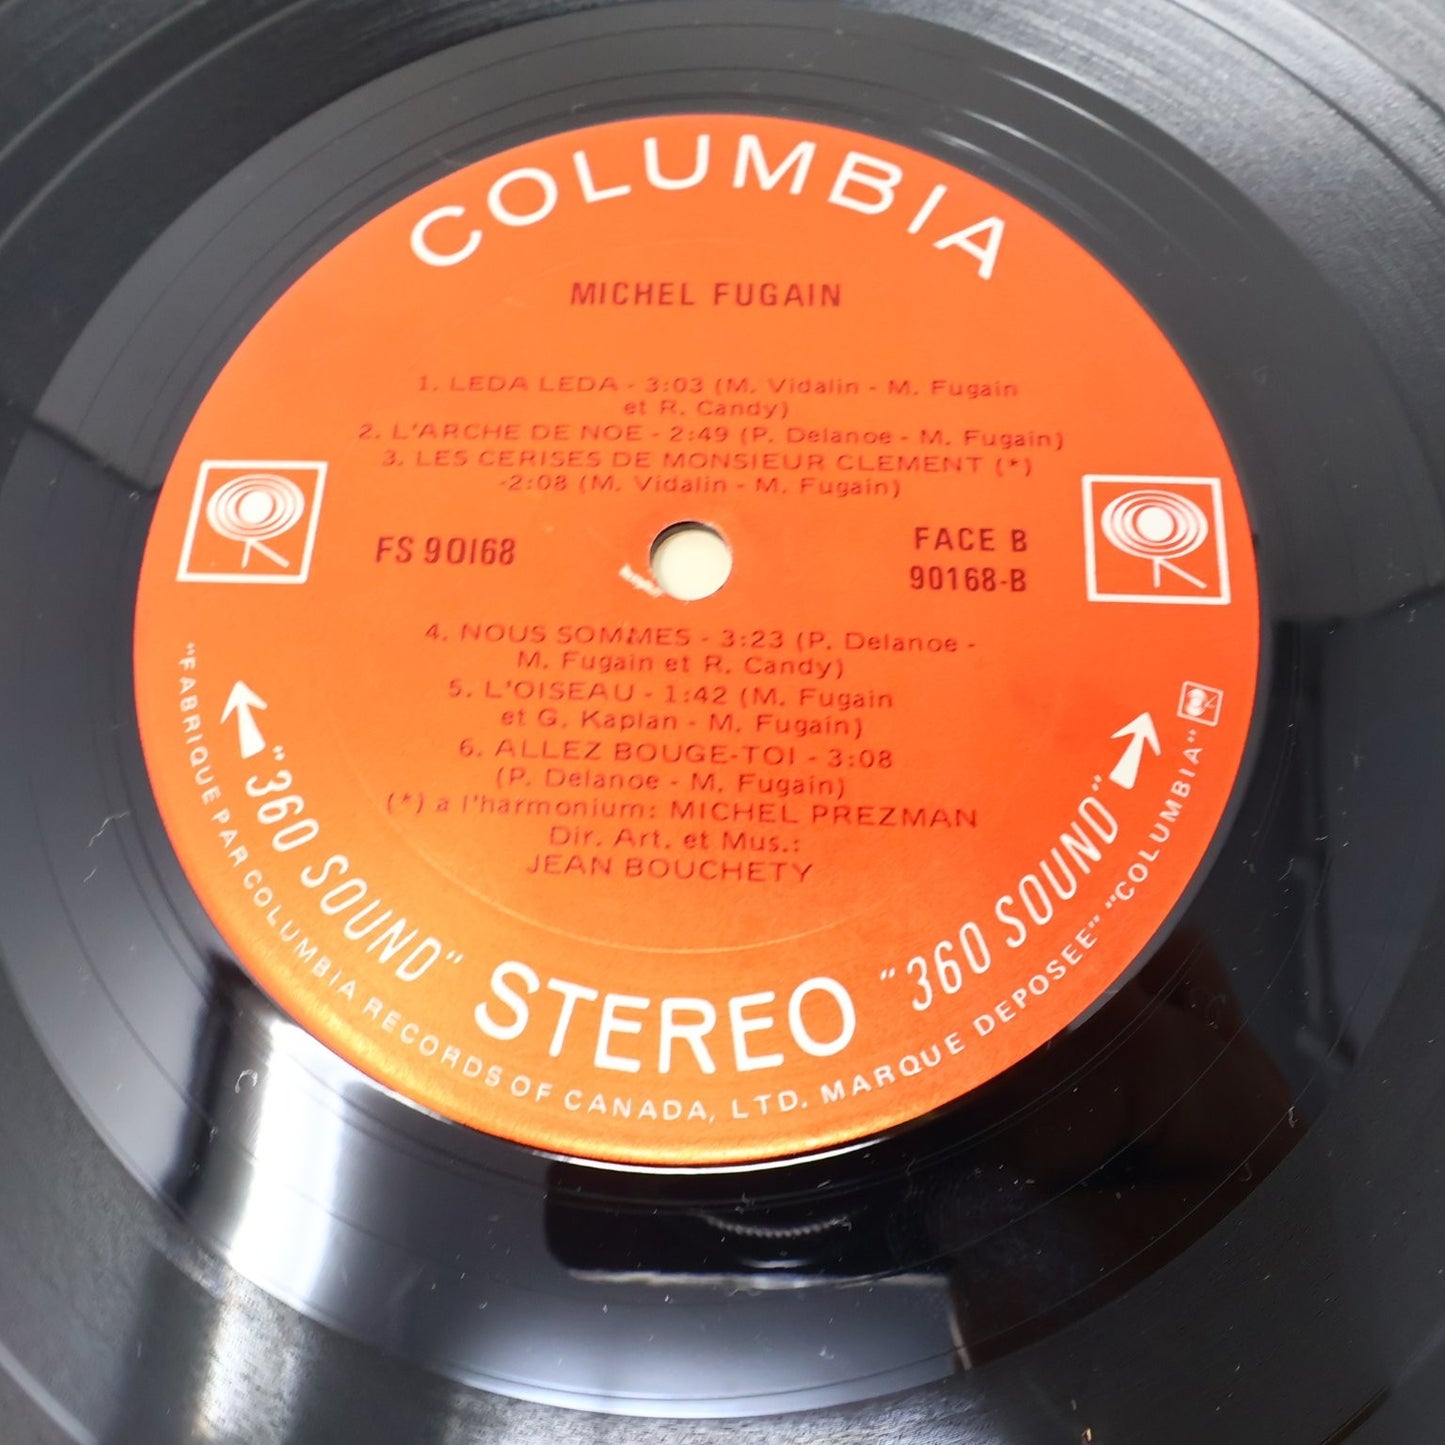 COLUMBIA
MICHEL FUGAIN
1. LEDA LEDA - 3:03 (M. Vidalin - M. Fugain
et R. Candy)
2. L'ARCHE DE NOE - 2:49 (P. Delanoe - M. Fugain)
3. LES CERISES DE MONSIEUR CLEMENT (*)
-2:08 (M. Vidalin - M. Fugain)
FS 90168
FACE B
90168-B
4. NOUS SOMMES - 3:23 (P. Delanoe -
M. Fugain et R. Candy)
5. L'OISEAU - 1:42 (M. Fugain
et G. Kaplan - M. Fugain)
6. ALLEZ BOUGE-TOI - 3:08
(P. Delanoe - M. Fugain)
(*) a l'harmonium: MICHEL PREZMAN
Dir. Art. et Mus.:
JEAN BOUCHETY
"360 SOUND" STEREO "360 SOUND"
"FABRIQUE PAR COLUMBIA RECORDS OF CANADA, LTD. MARQUE DEPOSEE" "COLUMBIA"